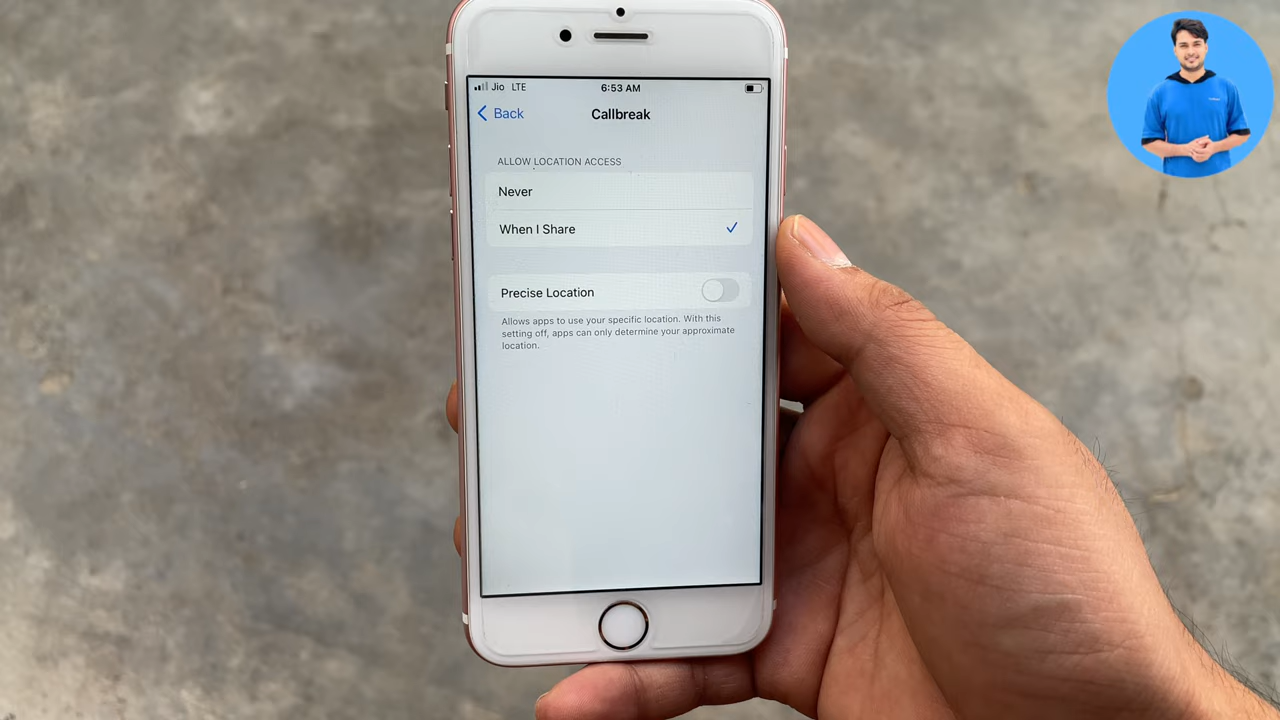 Jio LTE 6:53 AM
Back Callbreak
ALLOW LOCATION ACCESS
Never
When I Share
Precise Location
Allows apps to use your specific location. With this
setting off, apps can only determine your approximate
location.